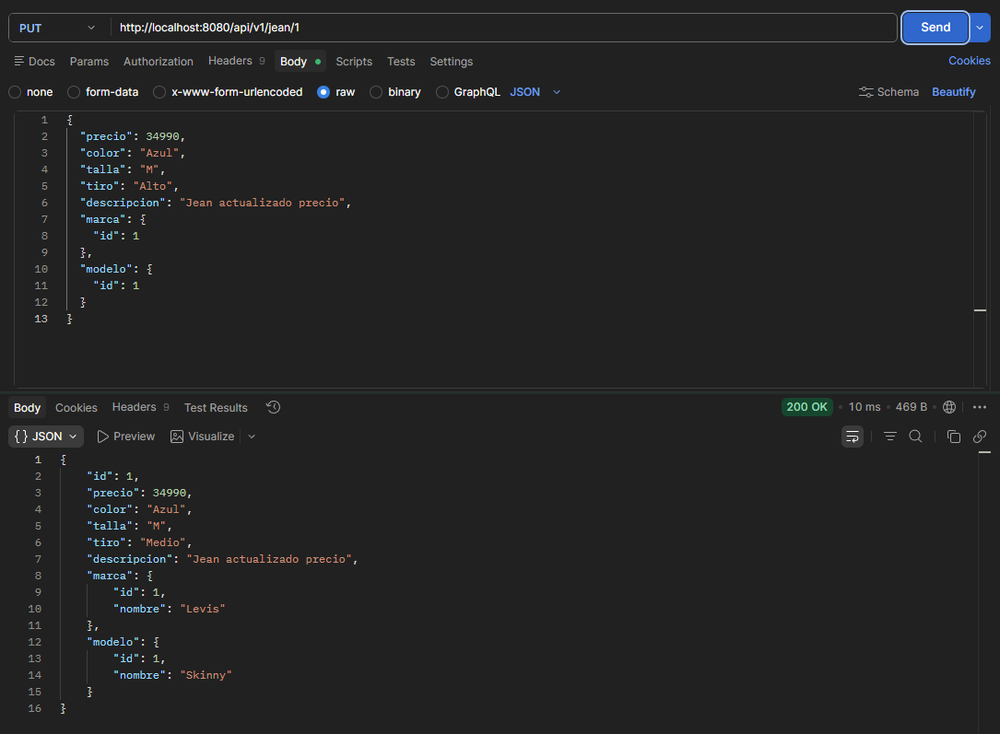 PUT http://localhost:8080/api/v1/jean/1 Send
Docs Params Authorization Headers 9 Body Scripts Tests Settings Cookies
none form-data x-www-form-urlencoded raw binary GraphQL JSON Schema Beautify
1 {
2 "precio": 34990,
3 "color": "Azul",
4 "talla": "M",
5 "tiro": "Alto",
6 "descripcion": "Jean actualizado precio",
7 "marca": {
8 "id": 1
9 },
10 "modelo": {
11 "id": 1
12 }
13 }
Body Cookies Headers 9 Test Results 200 OK • 10 ms • 469 B •
{} JSON Preview Visualize
1 {
2 "id": 1,
3 "precio": 34990,
4 "color": "Azul",
5 "talla": "M",
6 "tiro": "Medio",
7 "descripcion": "Jean actualizado precio",
8 "marca": {
9 "id": 1,
10 "nombre": "Levis"
11 },
12 "modelo": {
13 "id": 1,
14 "nombre": "Skinny"
15 }
16 }